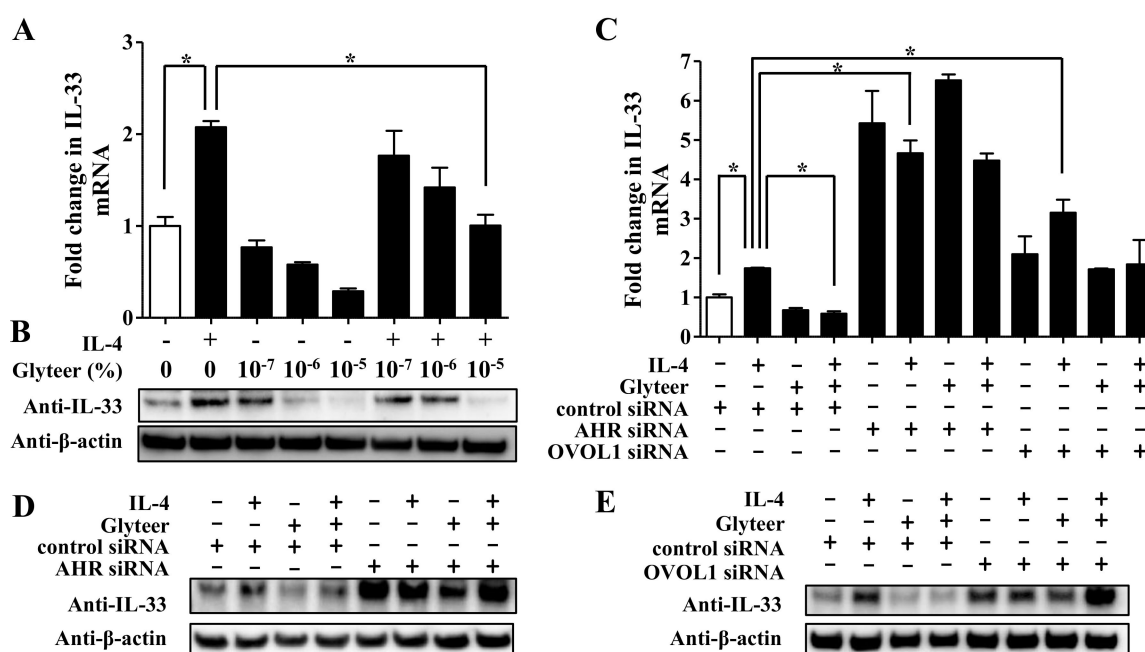 A
Fold change in IL-33
mRNA
3
2
1
0
*
*
B
IL-4 - + - - - + + +
Glyteer (%) 0 0 10-7 10-6 10-5 10-7 10-6 10-5
Anti-IL-33
Anti-β-actin
C
Fold change in IL-33
mRNA
7
6
5
4
3
2
1
0
*
*
*
*
IL-4 - + - + - + - + - + - +
Glyteer - - + + - - + + - - + +
control siRNA + + + + - - - - - - - -
AHR siRNA - - - - + + + + - - - -
OVOL1 siRNA - - - - - - - - + + + +
D
IL-4 - + - + - + - +
Glyteer - - + + - - + +
control siRNA + + + + - - - -
AHR siRNA - - - - + + + +
Anti-IL-33
Anti-β-actin
E
IL-4 - + - + - + - +
Glyteer - - + + - - + +
control siRNA + + + + - - - -
OVOL1 siRNA - - - - + + + +
Anti-IL-33
Anti-β-actin